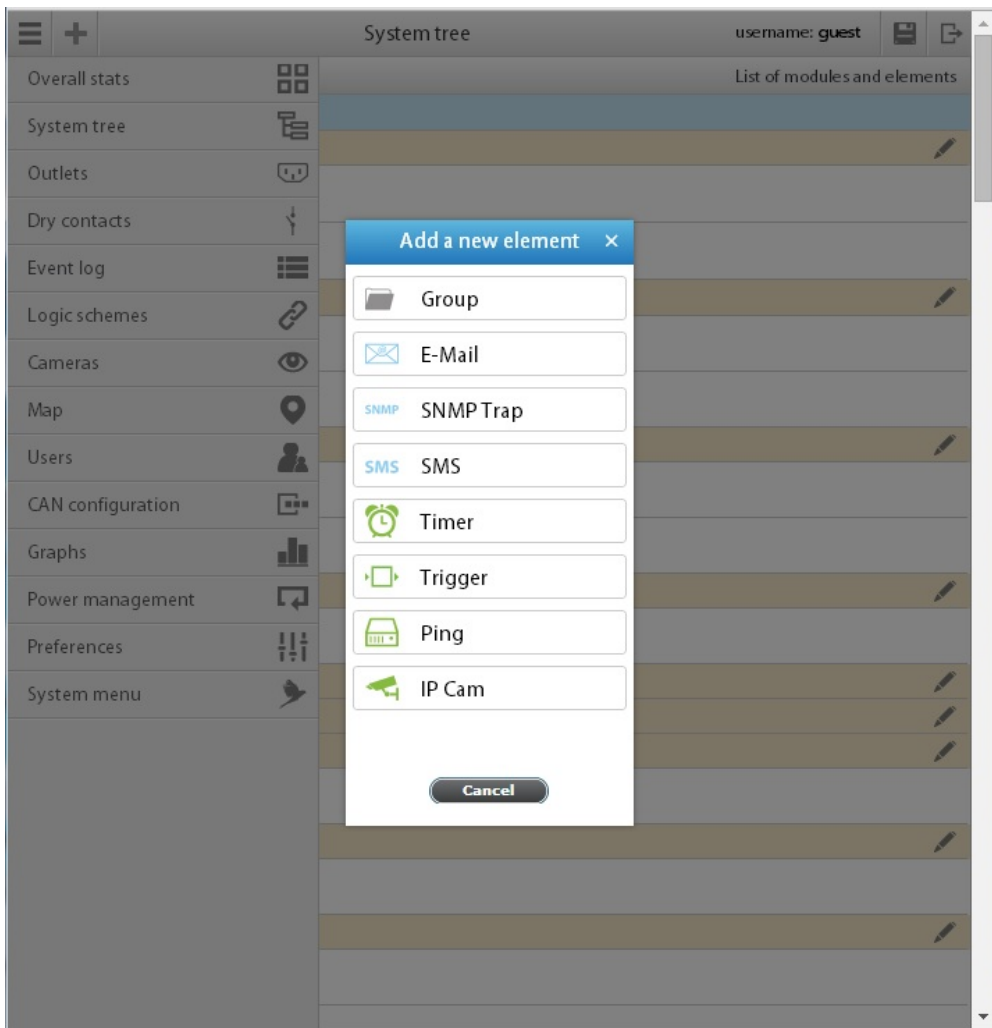 System tree
username: guest
Overall stats
List of modules and elements
System tree
Outlets
Dry contacts
Event log
Logic schemes
Cameras
Map
Users
CAN configuration
Graphs
Power management
Preferences
System menu
Add a new element ×
Group
E-Mail
SNMP SNMP Trap
SMS SMS
Timer
Trigger
Ping
IP Cam
Cancel